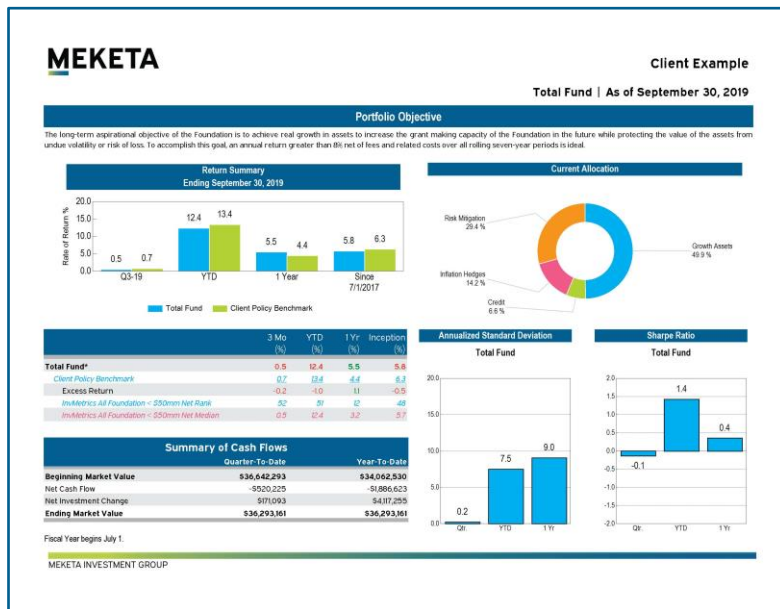 MEKETA
Client Example
Total Fund | As of September 30, 2019
Portfolio Objective
The long-term aspirational objective of the Foundation is to achieve real growth in assets to increase the grant making capacity of the Foundation in the future while protecting the value of the assets from
undue volatility or risk of loss. To accomplish this goal, an annual return greater than 8% net of fees and related costs over all rolling seven-year periods is ideal.
Return Summary
Ending September 30, 2019
Rate of Return %
20.0
15.0
10.0
5.0
0.0
0.5 0.7
12.4 13.4
5.5 4.4
5.8 6.3
Q3-19 YTD 1 Year Since
7/1/2017
Total Fund Client Policy Benchmark
Current Allocation
Risk Mitigation
29.4 %
Growth Assets
49.9 %
Inflation Hedges
14.2 %
Credit
6.6 %
3 Mo YTD 1 Yr Inception
(%) (%) (%) (%)
Total Fund* 0.5 12.4 5.5 5.8
Client Policy Benchmark 0.7 13.4 4.4 6.3
Excess Return -0.2 -1.0 1.1 -0.5
InvMetrics All Foundation < $50mm Net Rank 52 51 12 48
InvMetrics All Foundation < $50mm Net Median 0.5 12.4 3.2 5.7
Annualized Standard Deviation
Total Fund
20.0
15.0
10.0
5.0
0.0
0.2
7.5
9.0
Qtr. YTD 1 Yr
Sharpe Ratio
Total Fund
2.0
1.5
1.0
0.5
0.0
-0.5
-1.0
-1.5
-2.0
-0.1
1.4
0.4
Qtr. YTD 1 Yr
Summary of Cash Flows
Quarter-To-Date Year-To-Date
Beginning Market Value $36,642,293 $34,062,530
Net Cash Flow -$520,225 -$1,886,623
Net Investment Change $171,093 $4,117,255
Ending Market Value $36,293,161 $36,293,161
Fiscal Year begins July 1.
MEKETA INVESTMENT GROUP